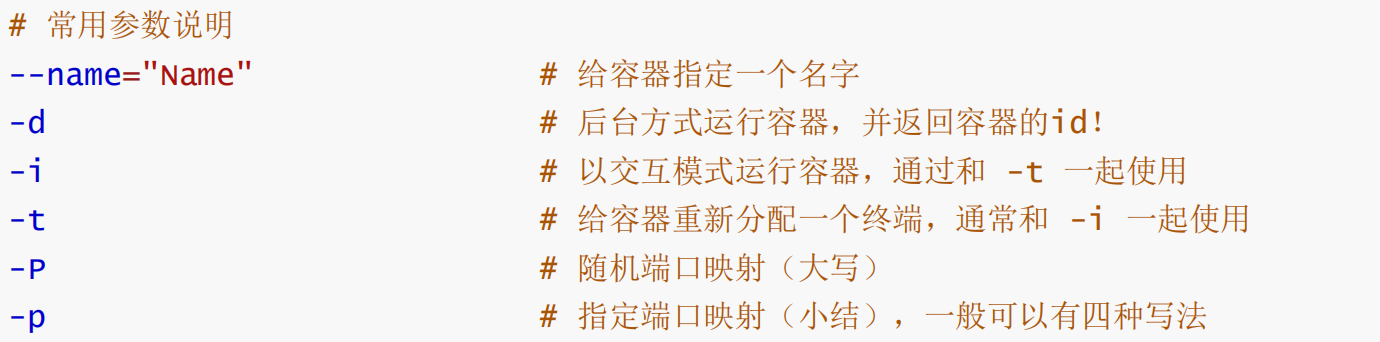 # 常用参数说明
--name="Name" # 给容器指定一个名字
-d # 后台方式运行容器，并返回容器的id！
-i # 以交互模式运行容器，通过和 -t 一起使用
-t # 给容器重新分配一个终端，通常和 -i 一起使用
-P # 随机端口映射（大写）
-p # 指定端口映射（小结），一般可以有四种写法